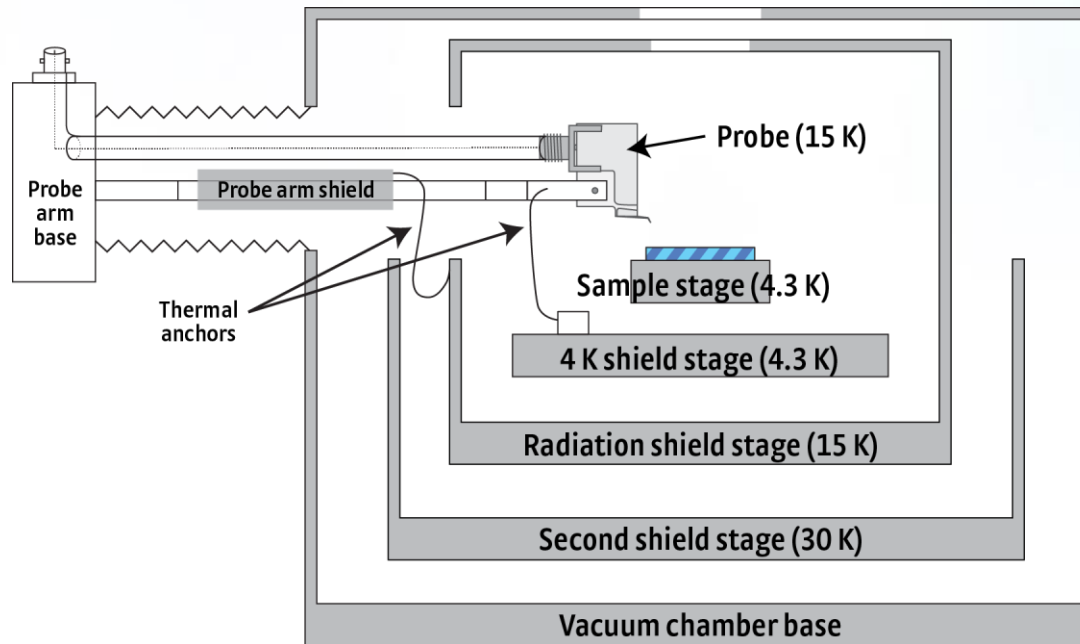 Probe (15 K)
Probe
arm
base
Probe arm shield
Thermal
anchors
Sample stage (4.3 K)
4 K shield stage (4.3 K)
Radiation shield stage (15 K)
Second shield stage (30 K)
Vacuum chamber base